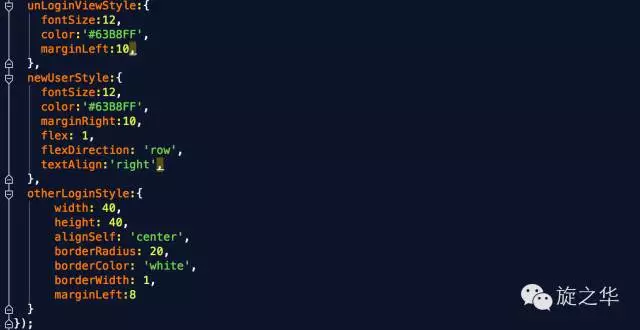 unLoginViewStyle:{
fontSize:12,
color:'#63B8FF',
marginLeft:10,
},
newUserStyle:{
fontSize:12,
color:'#63B8FF',
marginRight:10,
flex: 1,
flexDirection: 'row',
textAlign:'right',
},
otherLoginStyle:{
width: 40,
height: 40,
alignSelf: 'center',
borderRadius: 20,
borderColor: 'white',
borderWidth: 1,
marginLeft:8
}
});
旋之华